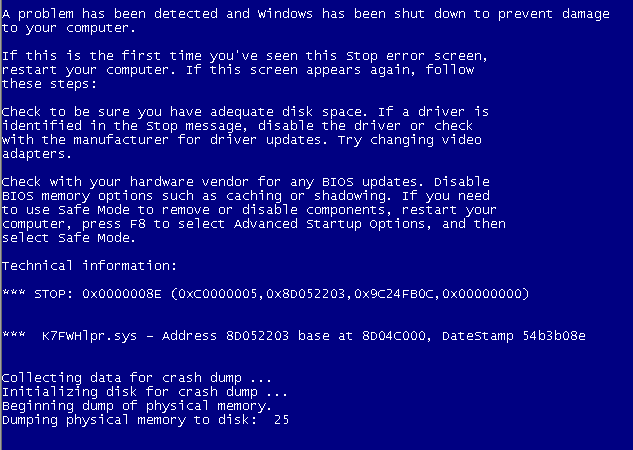 A problem has been detected and Windows has been shut down to prevent damage
to your computer.
If this is the first time you've seen this Stop error screen,
restart your computer. If this screen appears again, follow
these steps:
Check to be sure you have adequate disk space. If a driver is
identified in the Stop message, disable the driver or check
with the manufacturer for driver updates. Try changing video
adapters.
Check with your hardware vendor for any BIOS updates. Disable
BIOS memory options such as caching or shadowing. If you need
to use Safe Mode to remove or disable components, restart your
computer, press F8 to select Advanced Startup Options, and then
select Safe Mode.
Technical information:
*** STOP: 0x0000008E (0xC0000005,0x8D052203,0x9C24FB0C,0x00000000)
***  K7FWHlpr.sys - Address 8D052203 base at 8D04C000, DateStamp 54b3b08e
Collecting data for crash dump ...
Initializing disk for crash dump ...
Beginning dump of physical memory.
Dumping physical memory to disk:  25